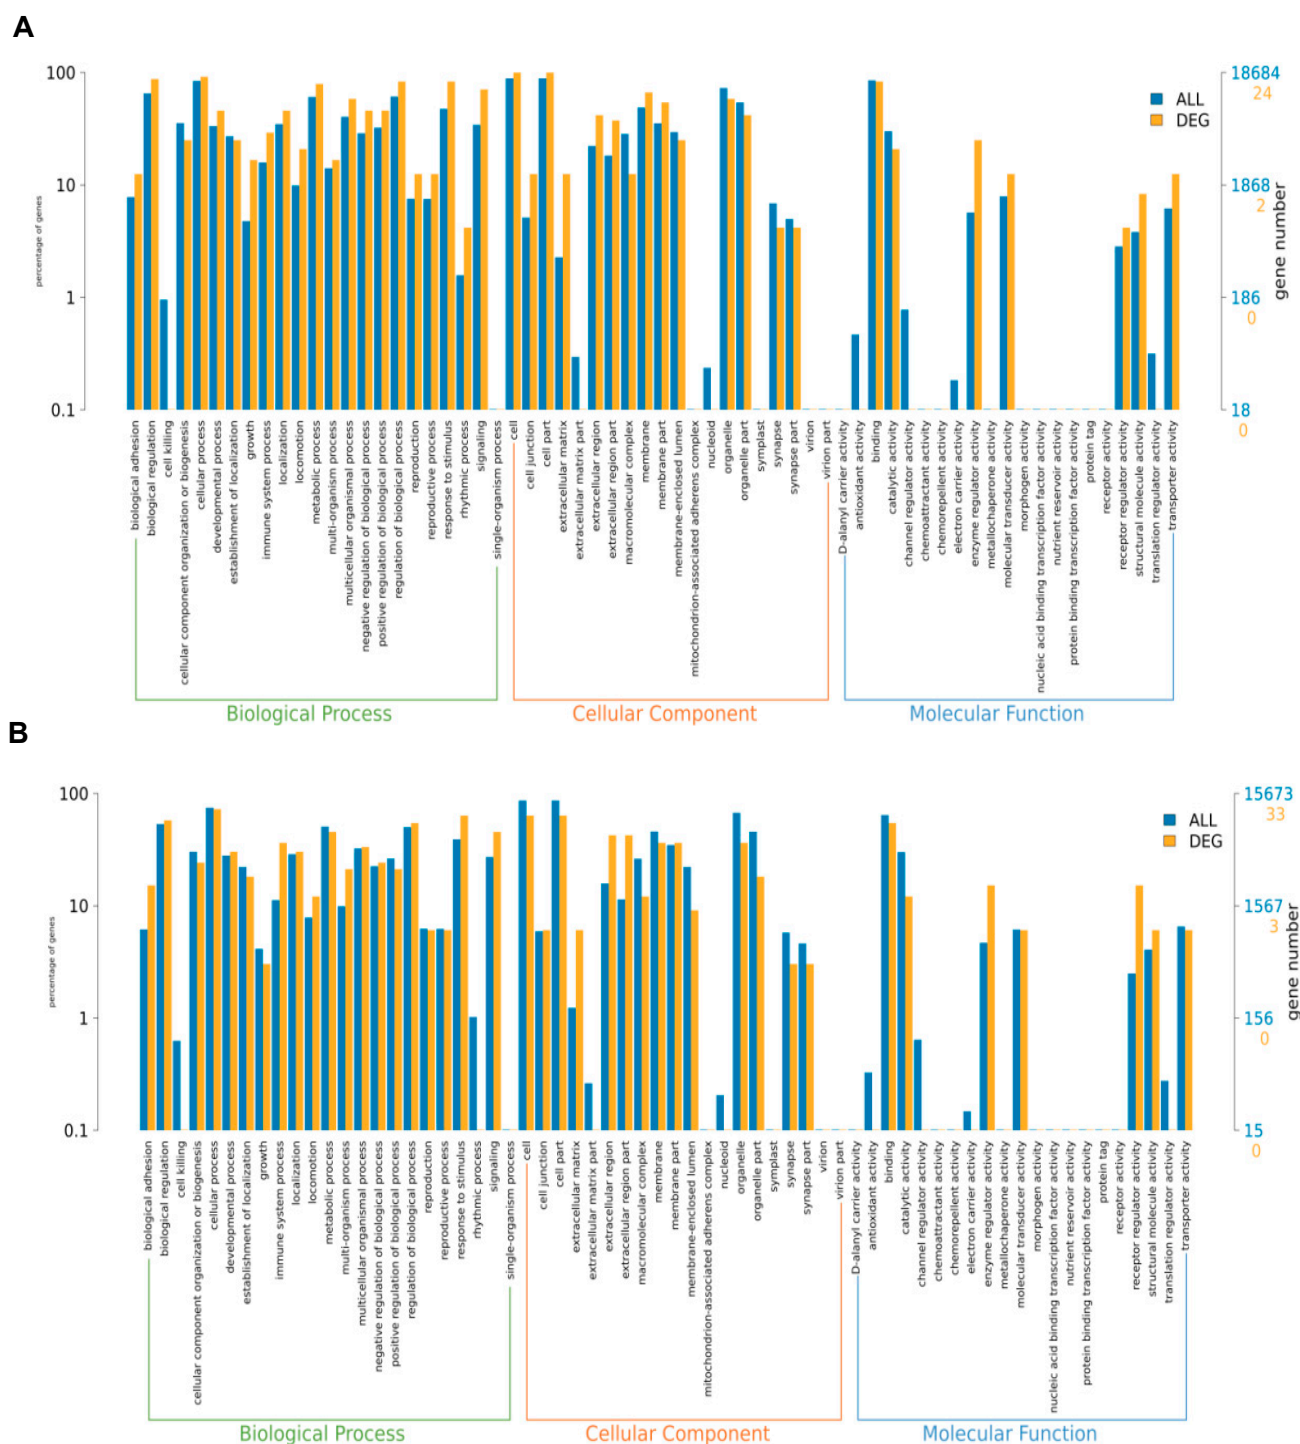 A
100
10
1
0.1
percentage of genes
18684
24
1868
2
186
0
18
0
gene number
ALL
DEG
biological adhesion
biological regulation
cell killing
cellular component organization or biogenesis
cellular process
developmental process
establishment of localization
growth
immune system process
localization
locomotion
metabolic process
multi-organism process
multicellular organismal process
negative regulation of biological process
positive regulation of biological process
regulation of biological process
reproduction
reproductive process
response to stimulus
rhythmic process
signaling
single-organism process
cell
cell junction
cell part
extracellular matrix
extracellular matrix part
extracellular region
extracellular region part
macromolecular complex
membrane
membrane part
membrane-enclosed lumen
mitochondrion-associated adherens complex
nucleoid
organelle
organelle part
symplast
synapse
synapse part
virion
virion part
D-alanyl carrier activity
antioxidant activity
binding
catalytic activity
channel regulator activity
chemoattractant activity
chemorepellent activity
electron carrier activity
enzyme regulator activity
metallochaperone activity
molecular transducer activity
morphogen activity
nucleic acid binding transcription factor activity
nutrient reservoir activity
protein binding transcription factor activity
protein tag
receptor activity
receptor regulator activity
structural molecule activity
translation regulator activity
transporter activity
Biological Process
Cellular Component
Molecular Function
B
100
10
1
0.1
percentage of genes
15673
33
1567
3
156
0
15
0
gene number
ALL
DEG
biological adhesion
biological regulation
cell killing
cellular component organization or biogenesis
cellular process
developmental process
establishment of localization
growth
immune system process
localization
locomotion
metabolic process
multi-organism process
multicellular organismal process
negative regulation of biological process
positive regulation of biological process
regulation of biological process
reproduction
reproductive process
response to stimulus
rhythmic process
signaling
single-organism process
cell
cell junction
cell part
extracellular matrix
extracellular matrix part
extracellular region
extracellular region part
macromolecular complex
membrane
membrane part
membrane-enclosed lumen
mitochondrion-associated adherens complex
nucleoid
organelle
organelle part
symplast
synapse
synapse part
virion
virion part
D-alanyl carrier activity
antioxidant activity
binding
catalytic activity
channel regulator activity
chemoattractant activity
chemorepellent activity
electron carrier activity
enzyme regulator activity
metallochaperone activity
molecular transducer activity
morphogen activity
nucleic acid binding transcription factor activity
nutrient reservoir activity
protein binding transcription factor activity
protein tag
receptor activity
receptor regulator activity
structural molecule activity
translation regulator activity
transporter activity
Biological Process
Cellular Component
Molecular Function